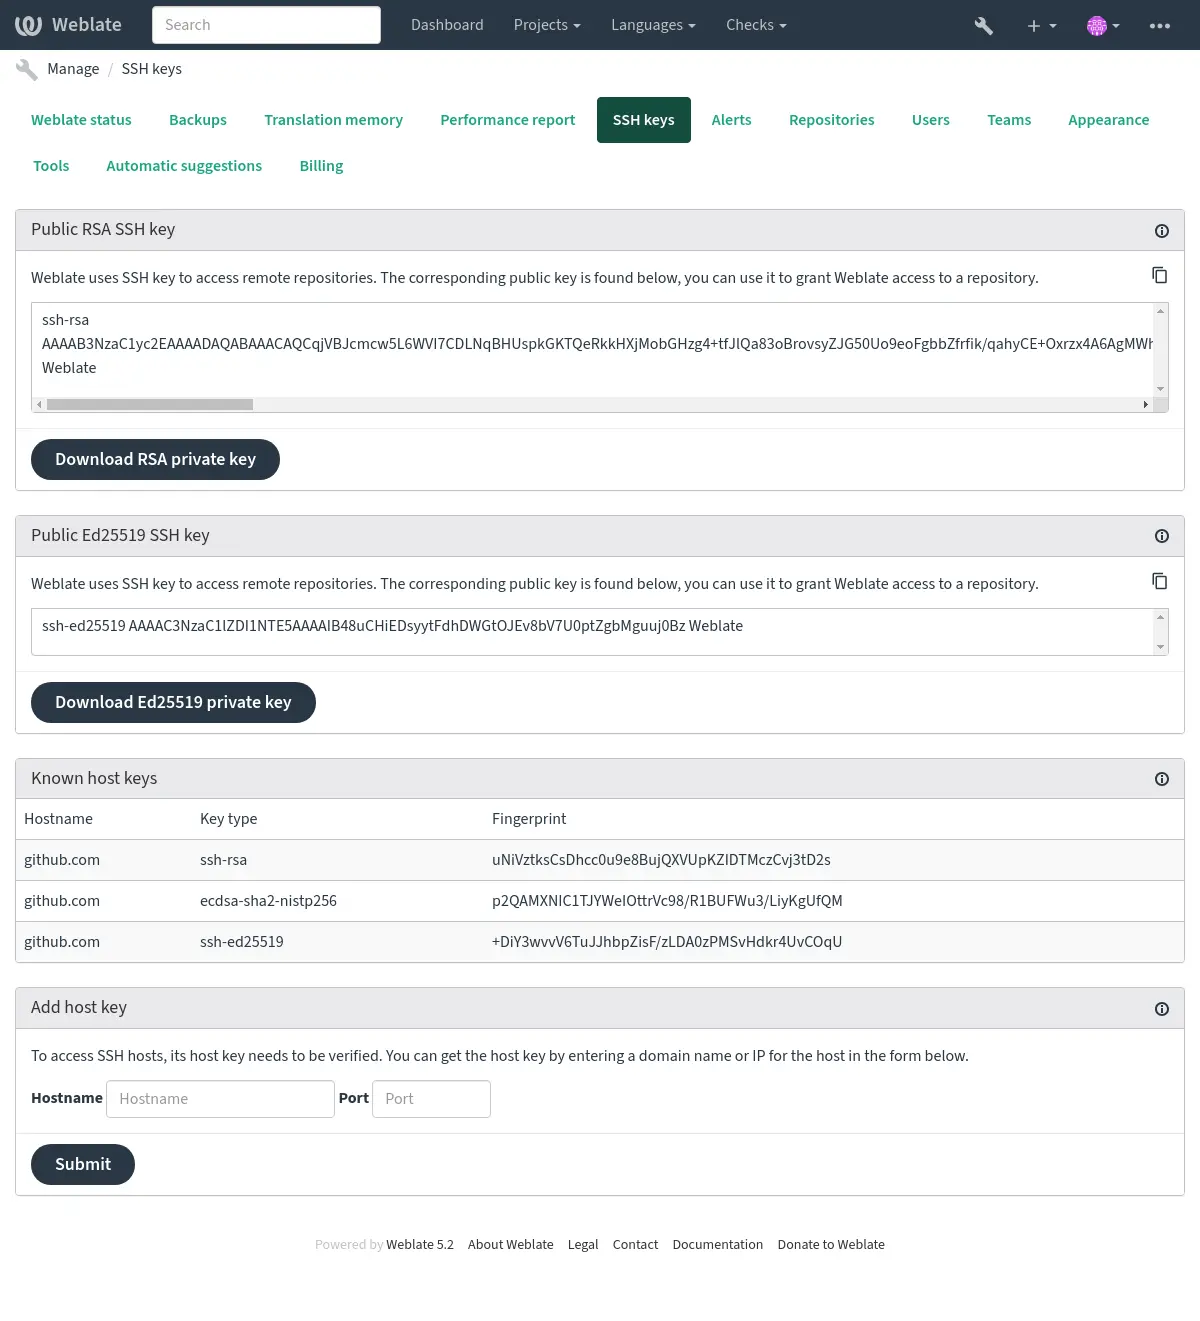 Weblate
Search
Dashboard
Projects
Languages
Checks
Manage / SSH keys
Weblate status
Backups
Translation memory
Performance report
SSH keys
Alerts
Repositories
Users
Teams
Appearance
Tools
Automatic suggestions
Billing
Public RSA SSH key
Weblate uses SSH key to access remote repositories. The corresponding public key is found below, you can use it to grant Weblate access to a repository.
ssh-rsa
AAAAB3NzaC1yc2EAAAADAQABAAACAQCqjVBJcmcw5L6WVI7CDLNqBHUspkGKTQeRkkHXjMobGHzg4+tfJlQa83oBrovsyZJG50Uo9eoFgbbZfrfik/qahyCE+Oxrzx4A6AgMWh
Weblate
Download RSA private key
Public Ed25519 SSH key
Weblate uses SSH key to access remote repositories. The corresponding public key is found below, you can use it to grant Weblate access to a repository.
ssh-ed25519 AAAAC3NzaC1lZDI1NTE5AAAAIB48uCHiEDsyytFdhDWGtOJEv8bV7U0ptZgbMguuj0Bz Weblate
Download Ed25519 private key
Known host keys
Hostname Key type Fingerprint
github.com ssh-rsa uNiVztksCsDhcc0u9e8BujQXVUpKZIDTMczCvj3tD2s
github.com ecdsa-sha2-nistp256 p2QAMXNIC1TJYWeIOttrVc98/R1BUFWu3/LiyKgUfQM
github.com ssh-ed25519 +DiY3wvvV6TuJJhbpZisF/zLDA0zPMSvHdkr4UvCOqU
Add host key
To access SSH hosts, its host key needs to be verified. You can get the host key by entering a domain name or IP for the host in the form below.
Hostname Hostname Port Port
Submit
Powered by Weblate 5.2 About Weblate Legal Contact Documentation Donate to Weblate